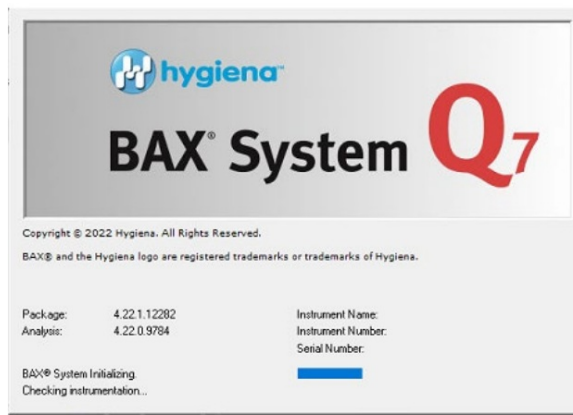 hygiena™
BAX® System Q7
Copyright © 2022 Hygiena. All Rights Reserved.
BAX® and the Hygiena logo are registered trademarks or trademarks of Hygiena.
Package: 4.22.1.12282 Instrument Name:
Analysis: 4.22.0.9784 Instrument Number:
Serial Number:
BAX® System Initializing.
Checking instrumentation...